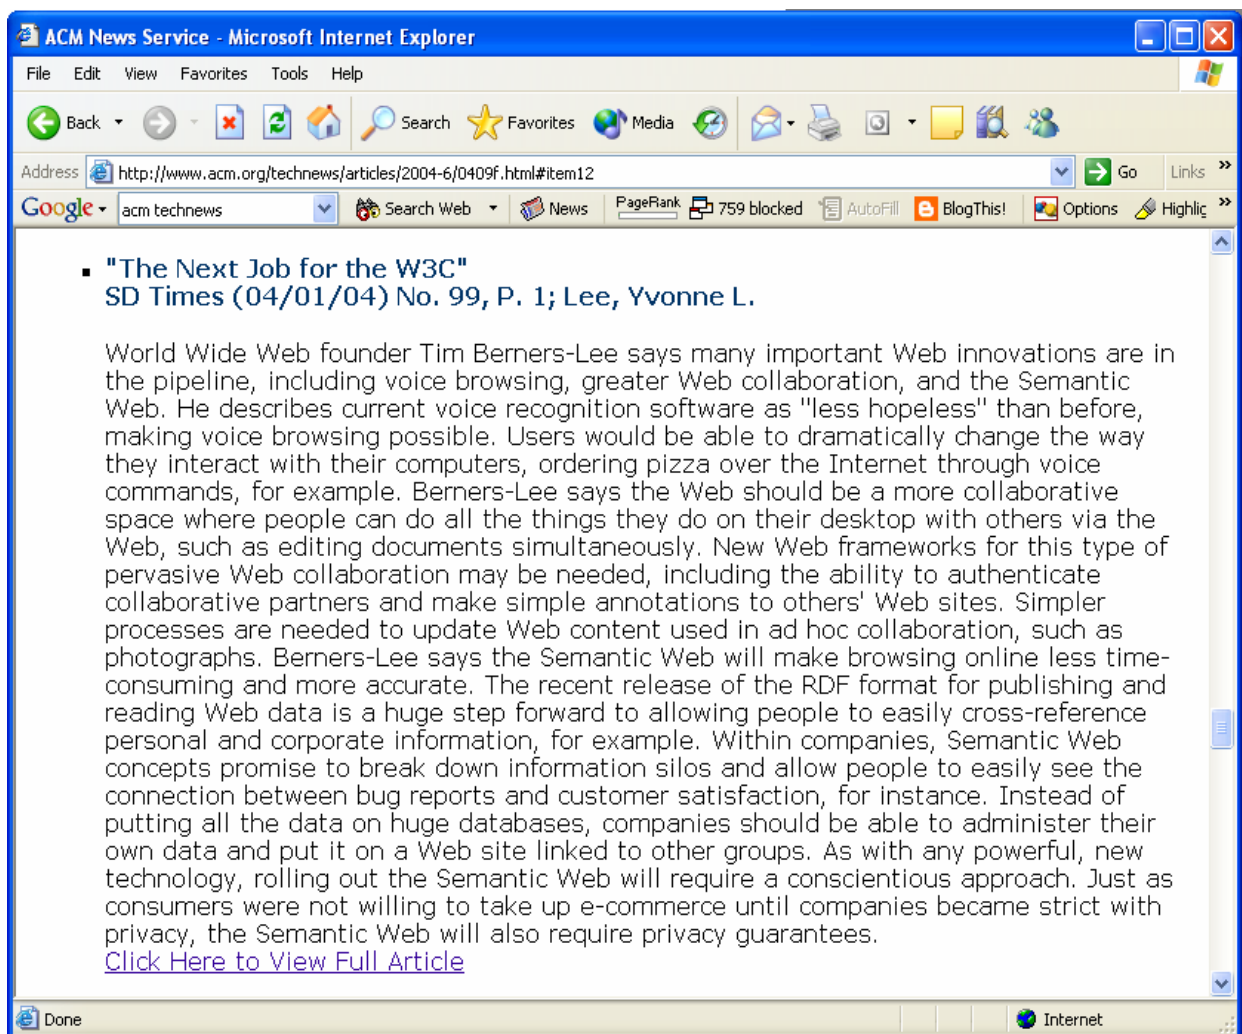 ACM News Service - Microsoft Internet Explorer
File Edit View Favorites Tools Help
Back Search Favorites Media
Address http://www.acm.org/technews/articles/2004-6/0409f.html#item12 Go Links »
Google acm technews Search Web News PageRank 759 blocked AutoFill BlogThis! Options Highlig »
"The Next Job for the W3C"
SD Times (04/01/04) No. 99, P. 1; Lee, Yvonne L.
World Wide Web founder Tim Berners-Lee says many important Web innovations are in
the pipeline, including voice browsing, greater Web collaboration, and the Semantic
Web. He describes current voice recognition software as "less hopeless" than before,
making voice browsing possible. Users would be able to dramatically change the way
they interact with their computers, ordering pizza over the Internet through voice
commands, for example. Berners-Lee says the Web should be a more collaborative
space where people can do all the things they do on their desktop with others via the
Web, such as editing documents simultaneously. New Web frameworks for this type of
pervasive Web collaboration may be needed, including the ability to authenticate
collaborative partners and make simple annotations to others' Web sites. Simpler
processes are needed to update Web content used in ad hoc collaboration, such as
photographs. Berners-Lee says the Semantic Web will make browsing online less time-
consuming and more accurate. The recent release of the RDF format for publishing and
reading Web data is a huge step forward to allowing people to easily cross-reference
personal and corporate information, for example. Within companies, Semantic Web
concepts promise to break down information silos and allow people to easily see the
connection between bug reports and customer satisfaction, for instance. Instead of
putting all the data on huge databases, companies should be able to administer their
own data and put it on a Web site linked to other groups. As with any powerful, new
technology, rolling out the Semantic Web will require a conscientious approach. Just as
consumers were not willing to take up e-commerce until companies became strict with
privacy, the Semantic Web will also require privacy guarantees.
Click Here to View Full Article
Done Internet